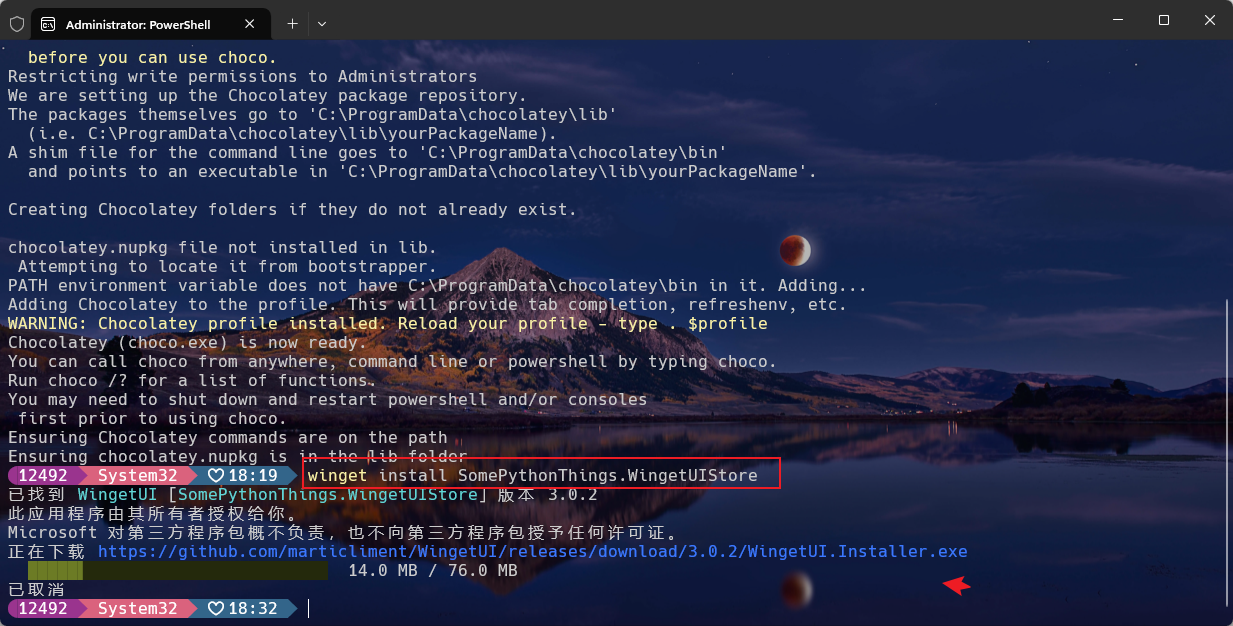 Administrator: PowerShell
before you can use choco.
Restricting write permissions to Administrators
We are setting up the Chocolatey package repository.
The packages themselves go to 'C:\ProgramData\chocolatey\lib'
(i.e. C:\ProgramData\chocolatey\lib\yourPackageName).
A shim file for the command line goes to 'C:\ProgramData\chocolatey\bin'
and points to an executable in 'C:\ProgramData\chocolatey\lib\yourPackageName'.
Creating Chocolatey folders if they do not already exist.
chocolatey.nupkg file not installed in lib.
Attempting to locate it from bootstrapper.
PATH environment variable does not have C:\ProgramData\chocolatey\bin in it. Adding...
Adding Chocolatey to the profile. This will provide tab completion, refreshenv, etc.
WARNING: Chocolatey profile installed. Reload your profile - type . $profile
Chocolatey (choco.exe) is now ready.
You can call choco from anywhere, command line or powershell by typing choco.
Run choco /? for a list of functions.
You may need to shut down and restart powershell and/or consoles
first prior to using choco.
Ensuring Chocolatey commands are on the path
Ensuring chocolatey.nupkg is in the lib folder
12492 System32 ♡18:19 winget install SomePythonThings.WingetUIStore
已找到 WingetUI [SomePythonThings.WingetUIStore] 版本 3.0.2
此应用程序由其所有者授权给你。
Microsoft 对第三方程序包概不负责，也不向第三方程序包授予任何许可证。
正在下载 https://github.com/marticliment/WingetUI/releases/download/3.0.2/WingetUI.Installer.exe
14.0 MB / 76.0 MB
已取消
12492 System32 ♡18:32